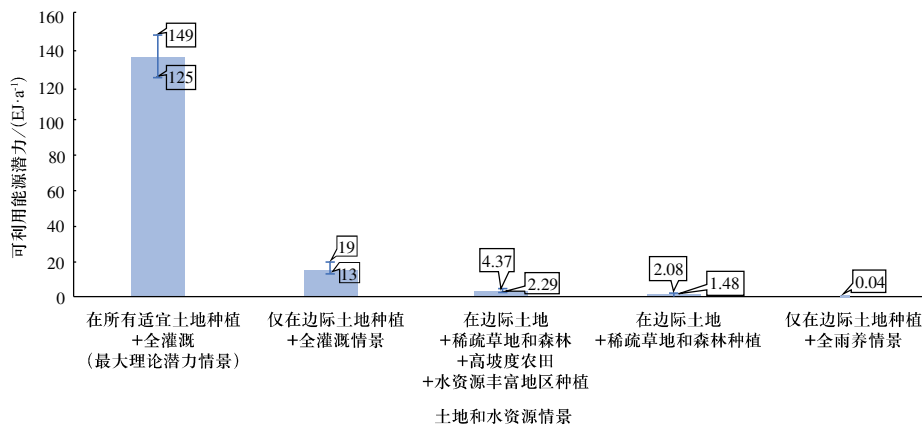 可利用能源潜力/(EJ·a⁻¹)
160
140
120
100
80
60
40
20
0
149
125
19
13
4.37
2.29
2.08
1.48
0.04
在所有适宜土地种植
+全灌溉
(最大理论潜力情景)
仅在边际土地种植
+全灌溉情景
在边际土地
+稀疏草地和森林
+高坡度农田
+水资源丰富地区种植
在边际土地
+稀疏草地和森林种植
仅在边际土地种植
+全雨养情景
土地和水资源情景